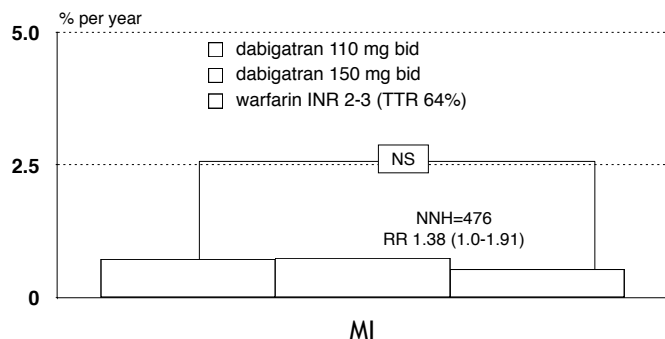 % per year
5.0
dabigatran 110 mg bid
dabigatran 150 mg bid
warfarin INR 2-3 (TTR 64%)
2.5
NS
NNH=476
RR 1.38 (1.0-1.91)
0
MI